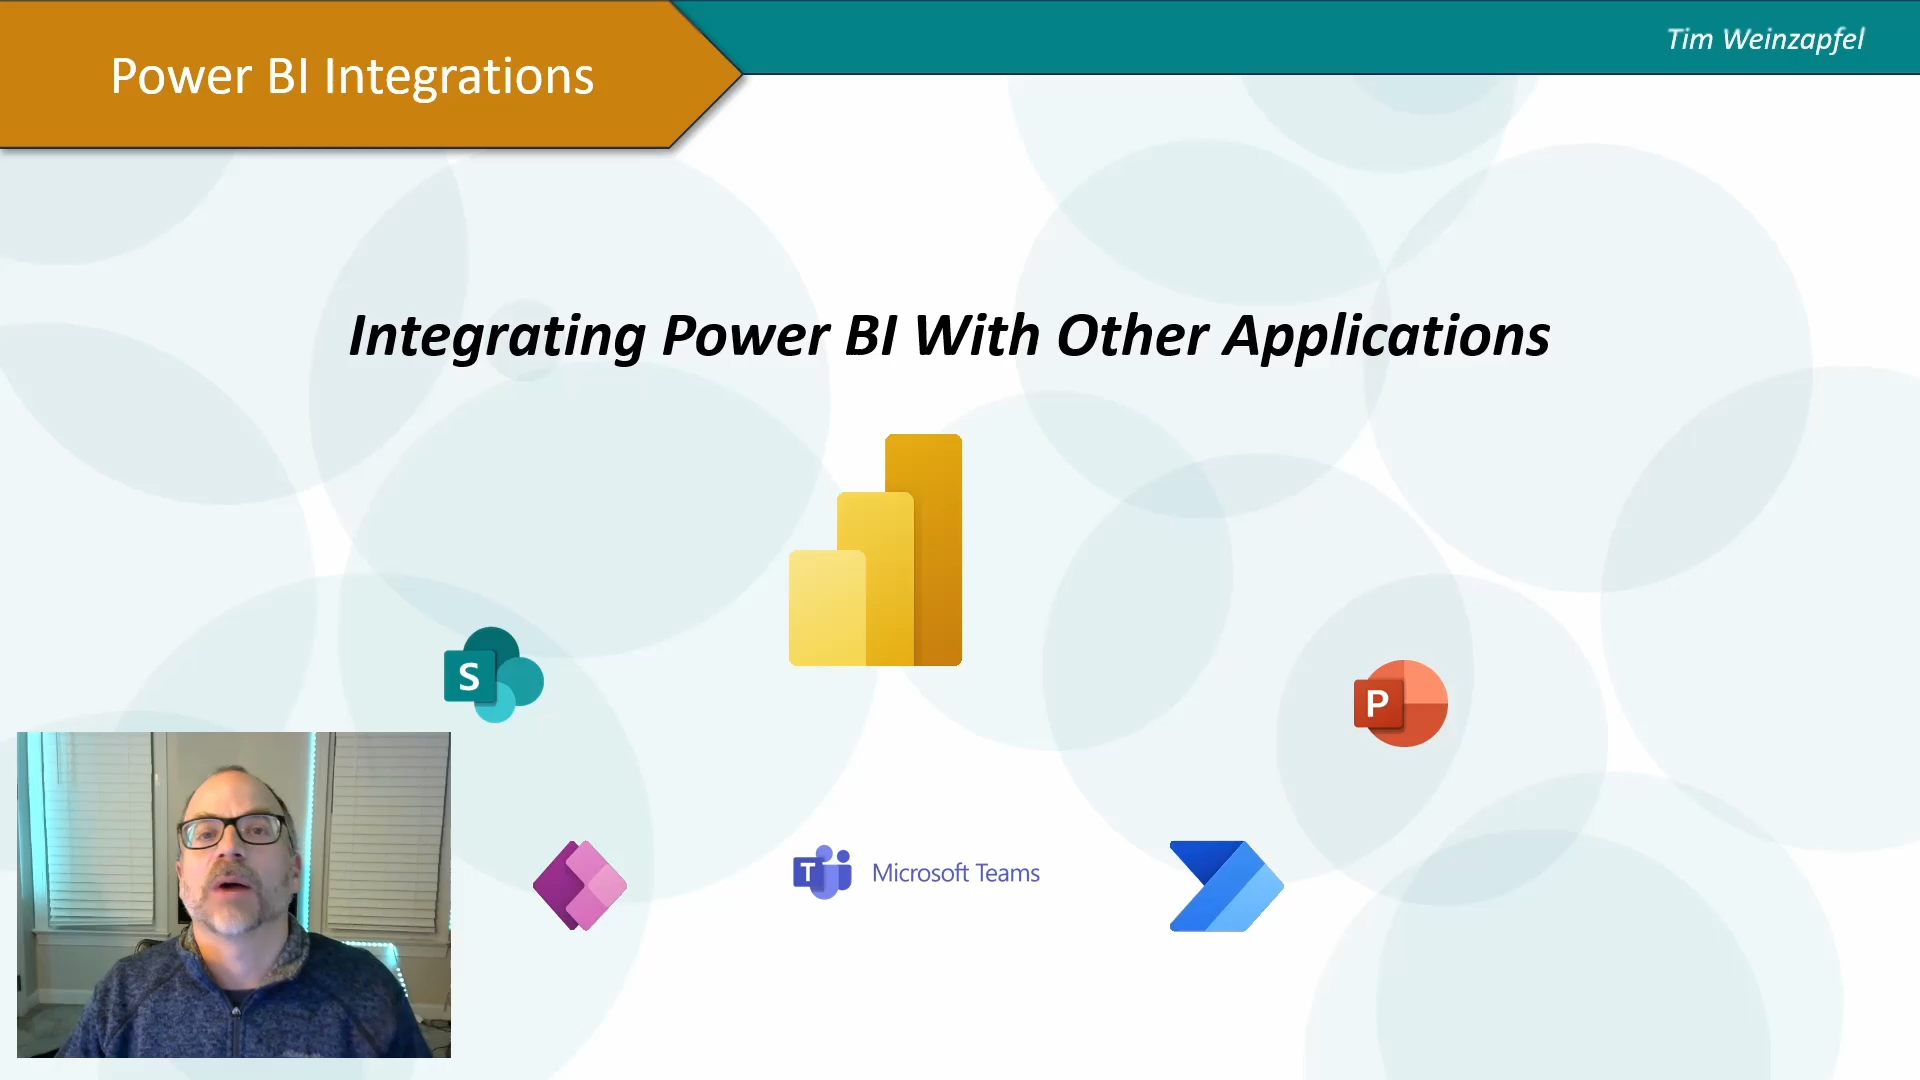 Power BI Integrations
Tim Weinzapfel
Integrating Power BI With Other Applications
S
P
T
Microsoft Teams